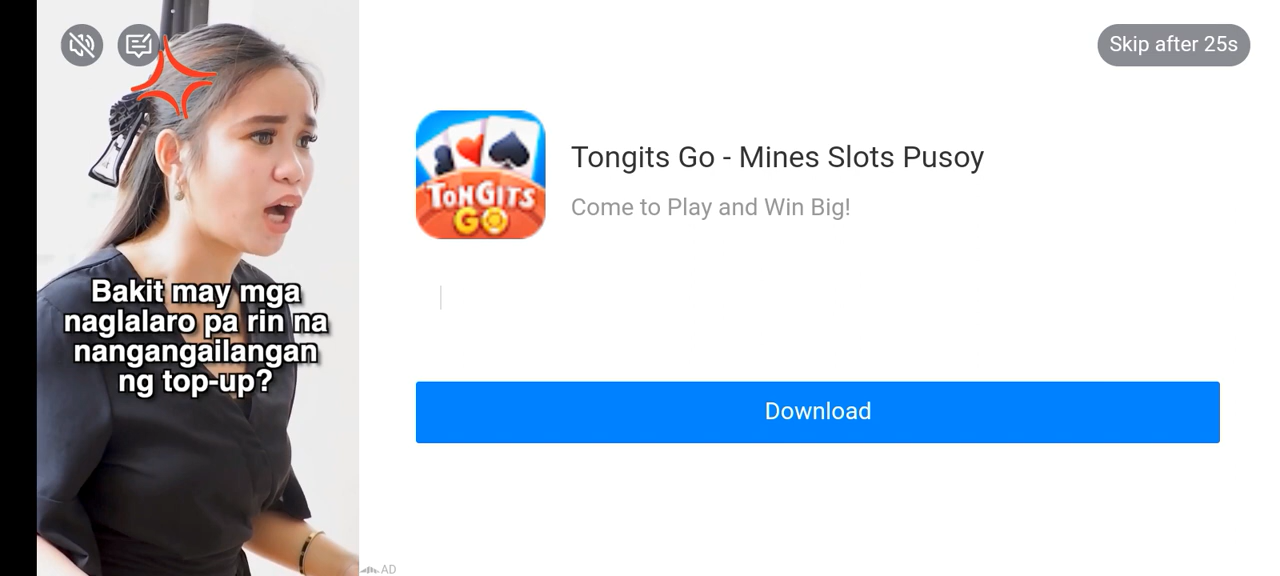 Skip after 25s
TONGITS
GO
Tongits Go - Mines Slots Pusoy
Come to Play and Win Big!
Bakit may mga
naglalaro pa rin na
nangangailangan
ng top-up?
Download
AD